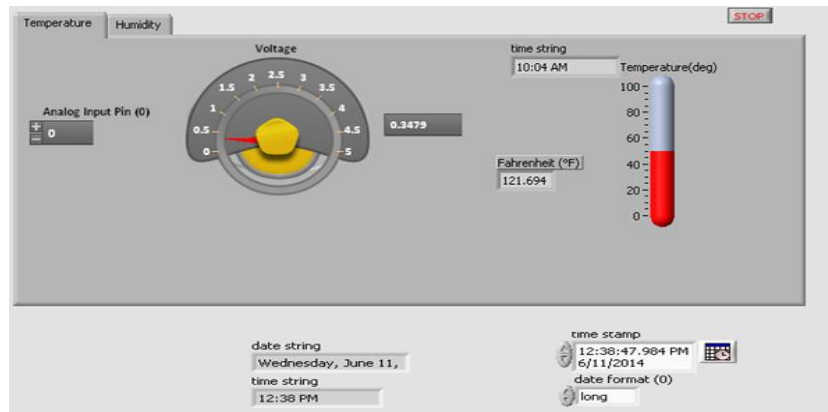 STOP
Temperature
Humidity
Voltage
0
0.5
1
1.5
2
2.5
3
3.5
4
4.5
5
0.3479
Analog Input Pin (0)
0
time string
10:04 AM
Temperature(deg)
100
80
60
40
20
0
Fahrenheit (°F)
121.694
date string
Wednesday, June 11,
time string
12:38 PM
time stamp
12:38:47.984 PM
6/11/2014
date format (0)
long